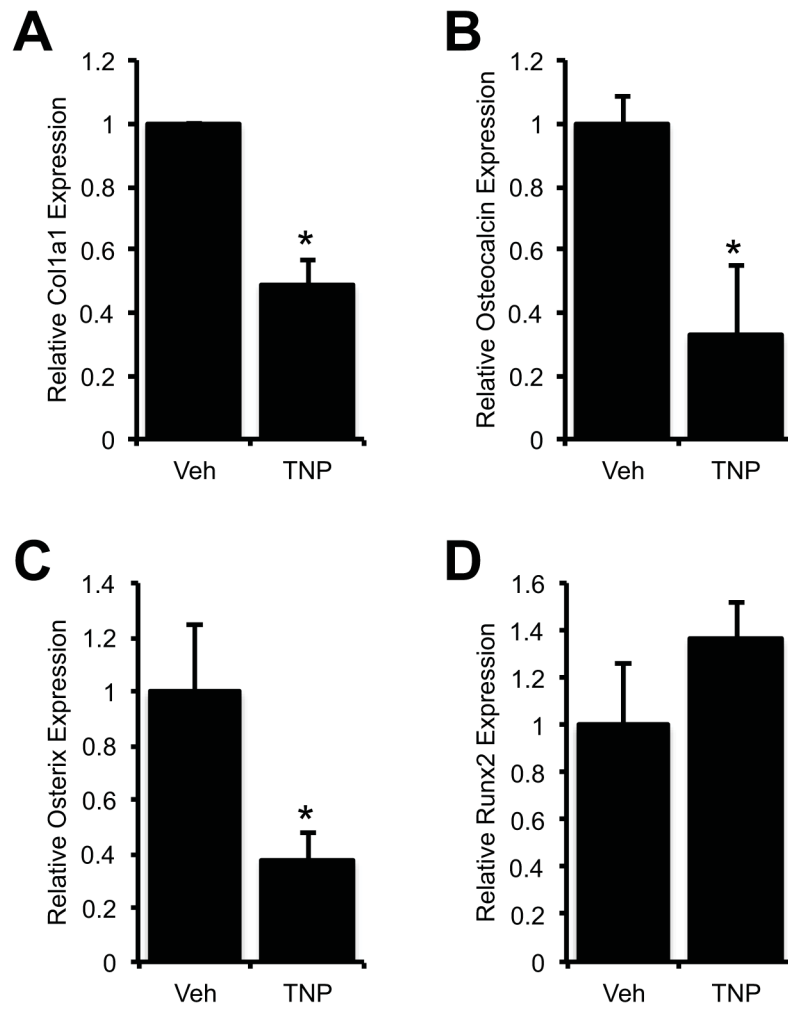 A
Relative Col1a1 Expression
1.2
1
0.8
0.6
0.4
0.2
0
*
Veh
TNP
B
Relative Osteocalcin Expression
1.2
1
0.8
0.6
0.4
0.2
0
*
Veh
TNP
C
Relative Osterix Expression
1.4
1.2
1
0.8
0.6
0.4
0.2
0
*
Veh
TNP
D
Relative Runx2 Expression
1.6
1.4
1.2
1
0.8
0.6
0.4
0.2
0
Veh
TNP